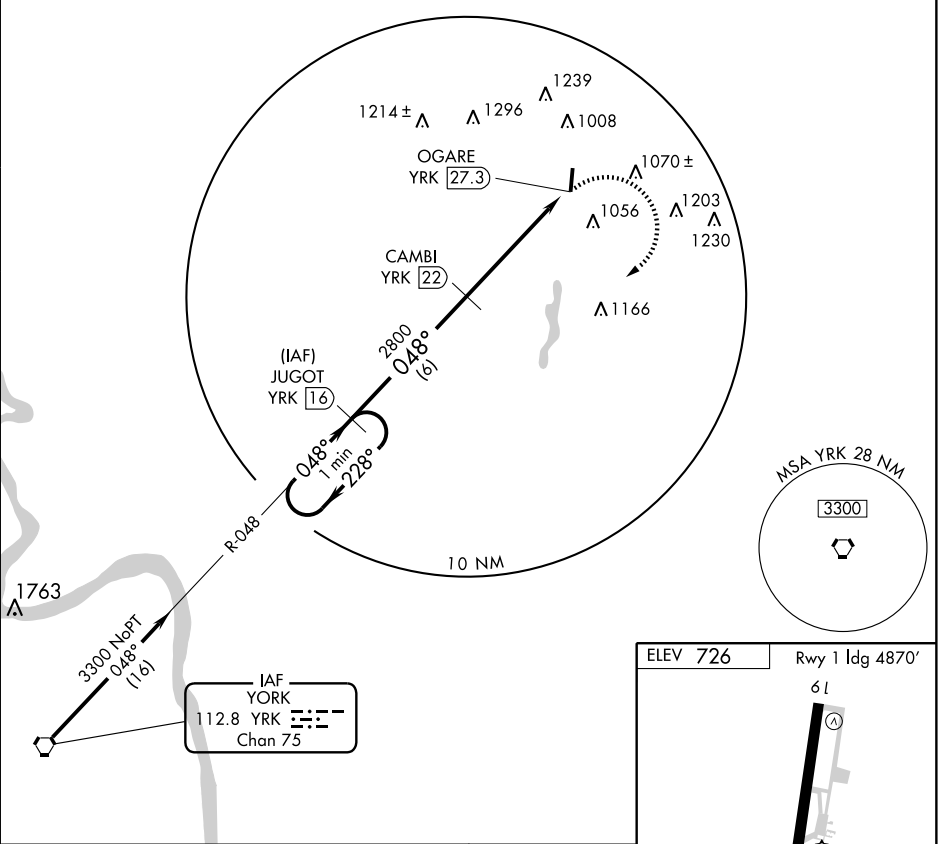 1239
1214 ±
1296
1008
OGARE
YRK 27.3
1070 ±
1203
1056
1230
CAMBI
YRK 22
1166
2800
048°
(6)
(IAF)
JUGOT
YRK 16
048°
1 min
228°
R-048
10 NM
MSA YRK 28 NM
3300
1763
3300 NoPT
048°
(16)
IAF
YORK
112.8 YRK
Chan 75
ELEV 726
Rwy 1 ldg 4870'
19